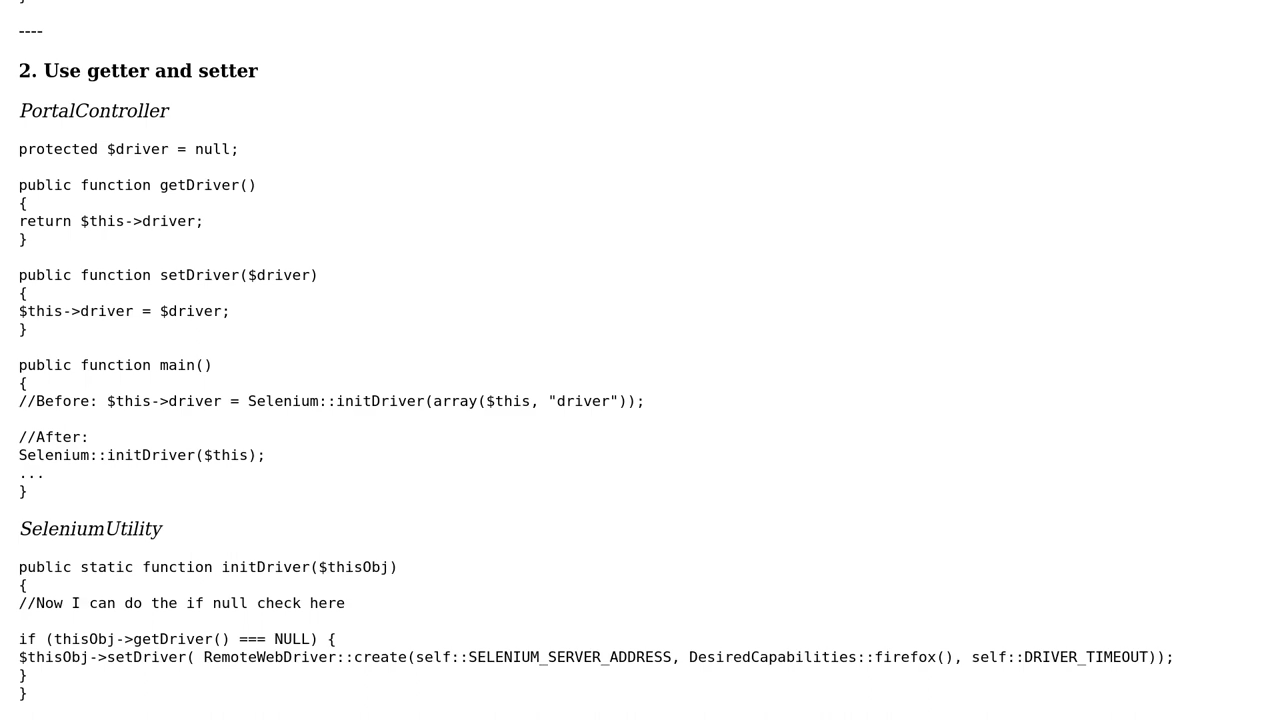 }
----
2. Use getter and setter
PortalController
protected $driver = null;
public function getDriver()
{
return $this->driver;
}
public function setDriver($driver)
{
$this->driver = $driver;
}
public function main()
{
//Before: $this->driver = Selenium::initDriver(array($this, "driver"));
//After:
Selenium::initDriver($this);
...
}
SeleniumUtility
public static function initDriver($thisObj)
{
//Now I can do the if null check here
if (thisObj->getDriver() === NULL) {
$thisObj->setDriver( RemoteWebDriver::create(self::SELENIUM_SERVER_ADDRESS, DesiredCapabilities::firefox(), self::DRIVER_TIMEOUT));
}
}